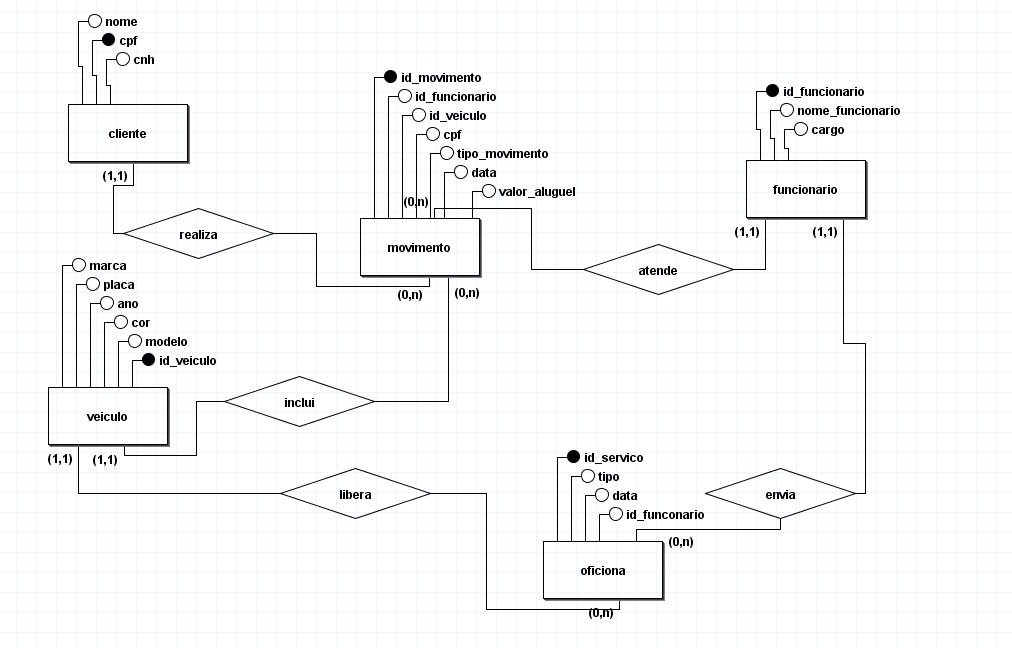 nome
cpf
cnh
cliente
(1,1)
realiza
id_movimento
id_funcionario
id_veiculo
cpf
tipo_movimento
data
valor_aluguel
(0,n)
movimento
(0,n)
(0,n)
id_funcionario
nome_funcionario
cargo
funcionario
(1,1)
(1,1)
atende
marca
placa
ano
cor
modelo
id_veiculo
veiculo
(1,1)
(1,1)
inclui
libera
id_servico
tipo
data
id_funconario
envia
(0,n)
oficiona
(0,n)